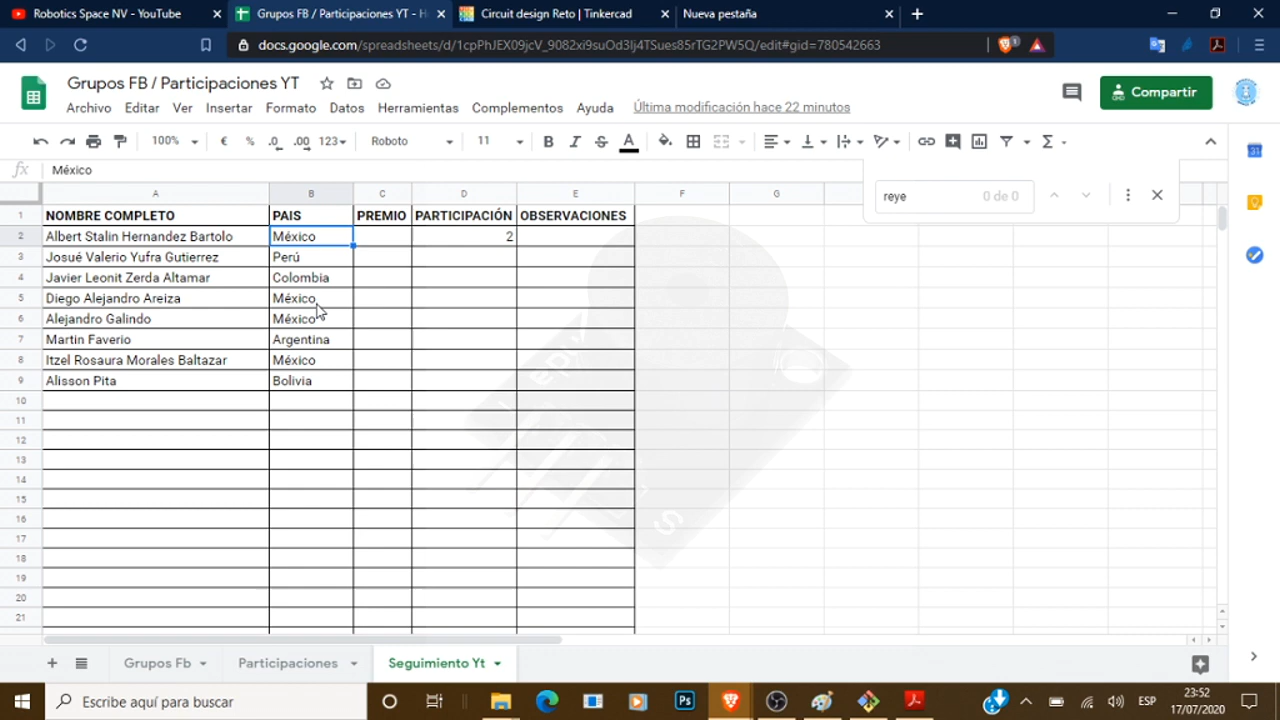 Robotics Space NV - YouTube
Grupos FB / Participaciones YT - H
Circuit design Reto | Tinkercad
Nueva pestaña
docs.google.com/spreadsheets/d/1cpPhJEX09jcV_9082xi9suOd3Ij4TSues85rTG2PW5Q/edit#gid=780542663
1
Grupos FB / Participaciones YT
Archivo Editar Ver Insertar Formato Datos Herramientas Complementos Ayuda Última modificación hace 22 minutos
Compartir
100% € % .0 .00 123 Roboto 11 B I S A Σ
fx México
reye 0 de 0
A B C D E F G
1 NOMBRE COMPLETO PAIS PREMIO PARTICIPACIÓN OBSERVACIONES
2 Albert Stalin Hernandez Bartolo México 2
3 Josué Valerio Yufra Gutierrez Perú
4 Javier Leonit Zerda Altamar Colombia
5 Diego Alejandro Areiza México
6 Alejandro Galindo México
7 Martin Faverio Argentina
8 Itzel Rosaura Morales Baltazar México
9 Alisson Pita Bolivia
10
11
12
13
14
15
16
17
18
19
20
21
Grupos Fb Participaciones Seguimiento Yt
Escribe aquí para buscar
Ps
ESP
23:52
17/07/2020